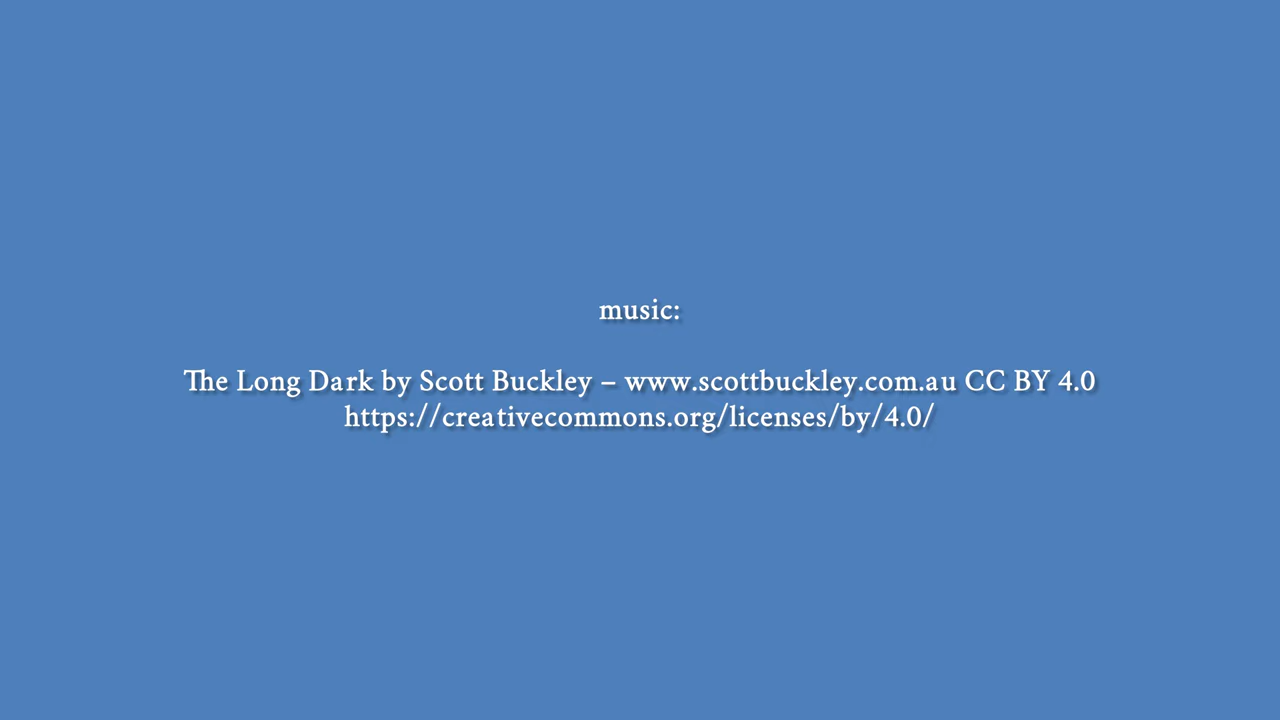 music:
The Long Dark by Scott Buckley – www.scottbuckley.com.au CC BY 4.0
https://creativecommons.org/licenses/by/4.0/